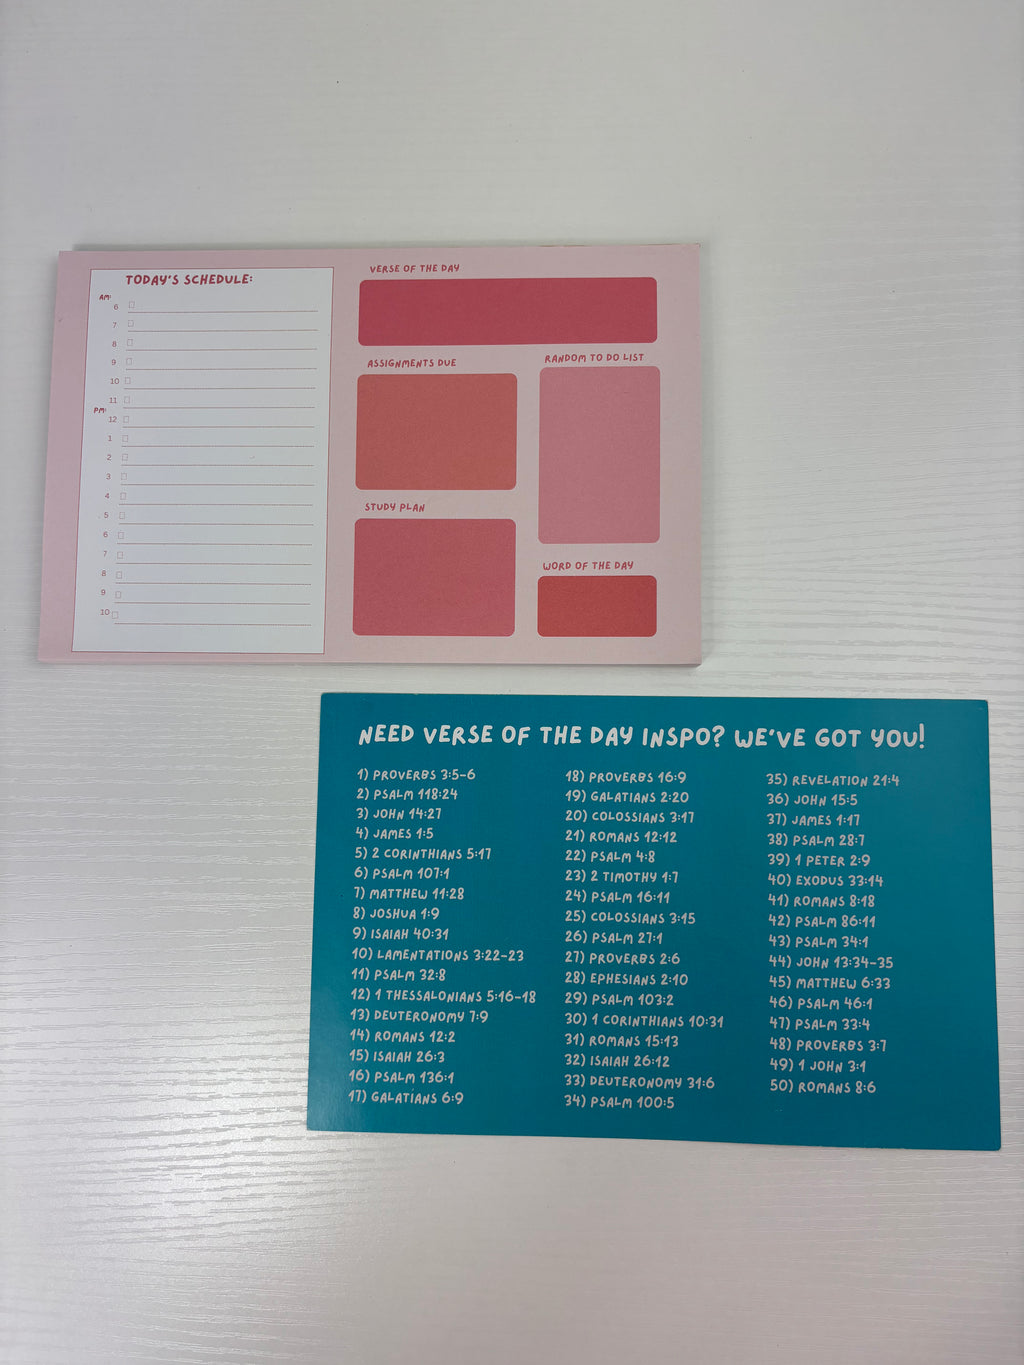 TODAY'S SCHEDULE:
AM:
6
7
8
9
10
11
PM:
12
1
2
3
4
5
6
7
8
9
10
VERSE OF THE DAY
ASSIGNMENTS DUE
RANDOM TO DO LIST
STUDY PLAN
WORD OF THE DAY
NEED VERSE OF THE DAY INSPO? WE'VE GOT YOU!
1) PROVERBS 3:5-6
2) PSALM 118:24
3) JOHN 14:27
4) JAMES 1:5
5) 2 CORINTHIANS 5:17
6) PSALM 107:1
7) MATTHEW 11:28
8) JOSHUA 1:9
9) ISAIAH 40:31
10) LAMENTATIONS 3:22-23
11) PSALM 32:8
12) 1 THESSALONIANS 5:16-18
13) DEUTERONOMY 7:9
14) ROMANS 12:2
15) ISAIAH 26:3
16) PSALM 136:1
17) GALATIANS 6:9
18) PROVERBS 16:9
19) GALATIANS 2:20
20) COLOSSIANS 3:17
21) ROMANS 12:12
22) PSALM 4:8
23) 2 TIMOTHY 1:7
24) PSALM 16:11
25) COLOSSIANS 3:15
26) PSALM 27:1
27) PROVERBS 2:6
28) EPHESIANS 2:10
29) PSALM 103:2
30) 1 CORINTHIANS 10:31
31) ROMANS 15:13
32) ISAIAH 26:12
33) DEUTERONOMY 31:6
34) PSALM 100:5
35) REVELATION 21:4
36) JOHN 15:5
37) JAMES 1:17
38) PSALM 28:7
39) 1 PETER 2:9
40) EXODUS 33:14
41) ROMANS 8:18
42) PSALM 86:11
43) PSALM 34:1
44) JOHN 13:34-35
45) MATTHEW 6:33
46) PSALM 46:1
47) PSALM 33:4
48) PROVERBS 3:7
49) 1 JOHN 3:1
50) ROMANS 8:6